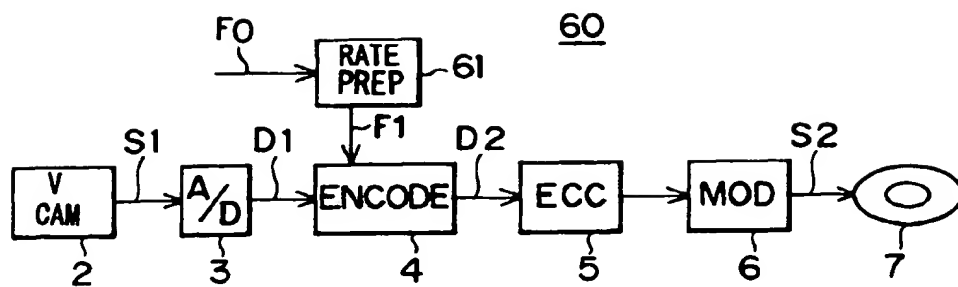 60
F0
RATE
PREP
61
F1
S1
D1
D2
S2
V
CAM
A/D
ENCODE
ECC
MOD
2
3
4
5
6
7